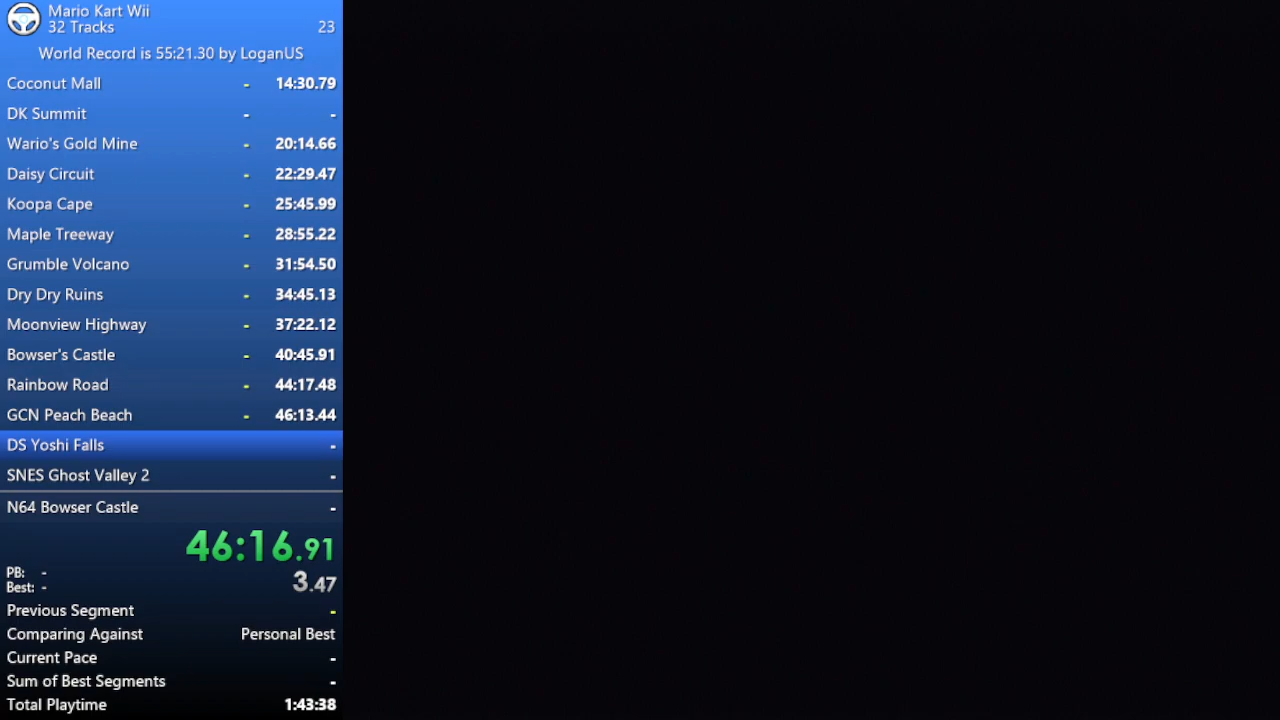 Mario Kart Wii
32 Tracks 23
World Record is 55:21.30 by LoganUS
Coconut Mall - 14:30.79
DK Summit - -
Wario's Gold Mine - 20:14.66
Daisy Circuit - 22:29.47
Koopa Cape - 25:45.99
Maple Treeway - 28:55.22
Grumble Volcano - 31:54.50
Dry Dry Ruins - 34:45.13
Moonview Highway - 37:22.12
Bowser's Castle - 40:45.91
Rainbow Road - 44:17.48
GCN Peach Beach - 46:13.44
DS Yoshi Falls -
SNES Ghost Valley 2 -
N64 Bowser Castle -
46:16.91
PB: -
Best: - 3.47
Previous Segment -
Comparing Against Personal Best
Current Pace -
Sum of Best Segments -
Total Playtime 1:43:38